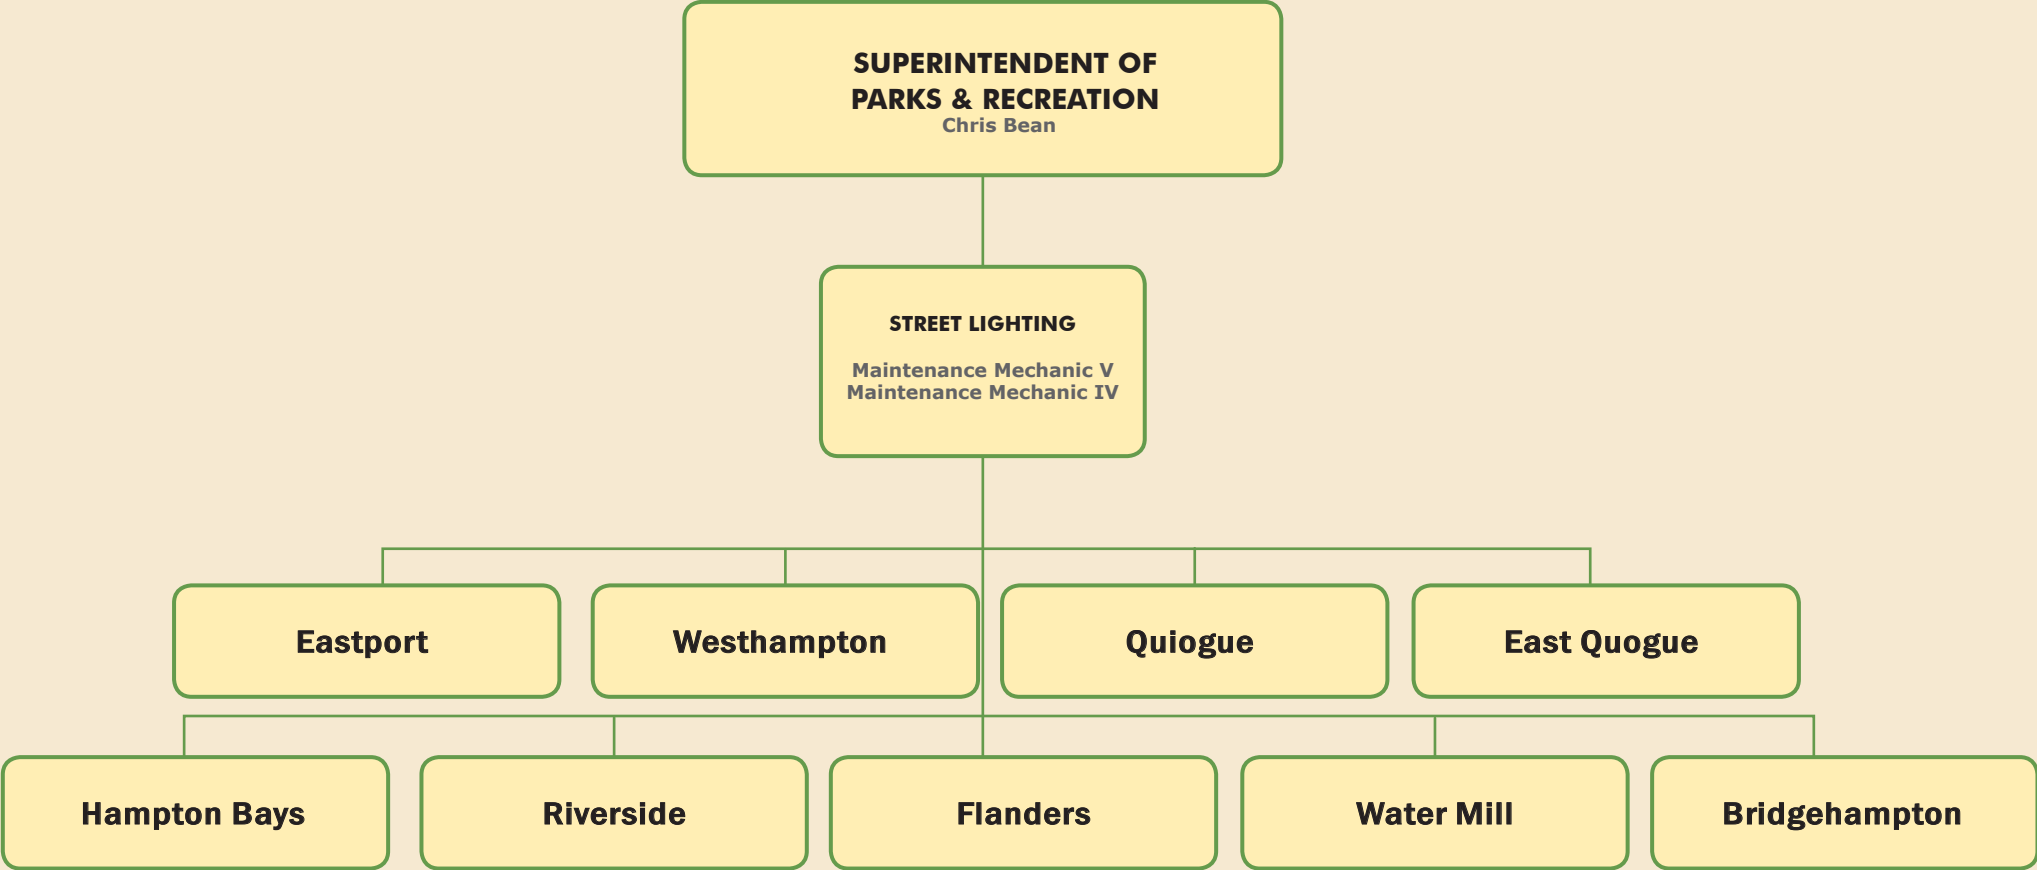 SUPERINTENDENT OF
PARKS & RECREATION
Chris Bean
STREET LIGHTING
Maintenance Mechanic V
Maintenance Mechanic IV
Eastport
Westhampton
Quiogue
East Quogue
Hampton Bays
Riverside
Flanders
Water Mill
Bridgehampton